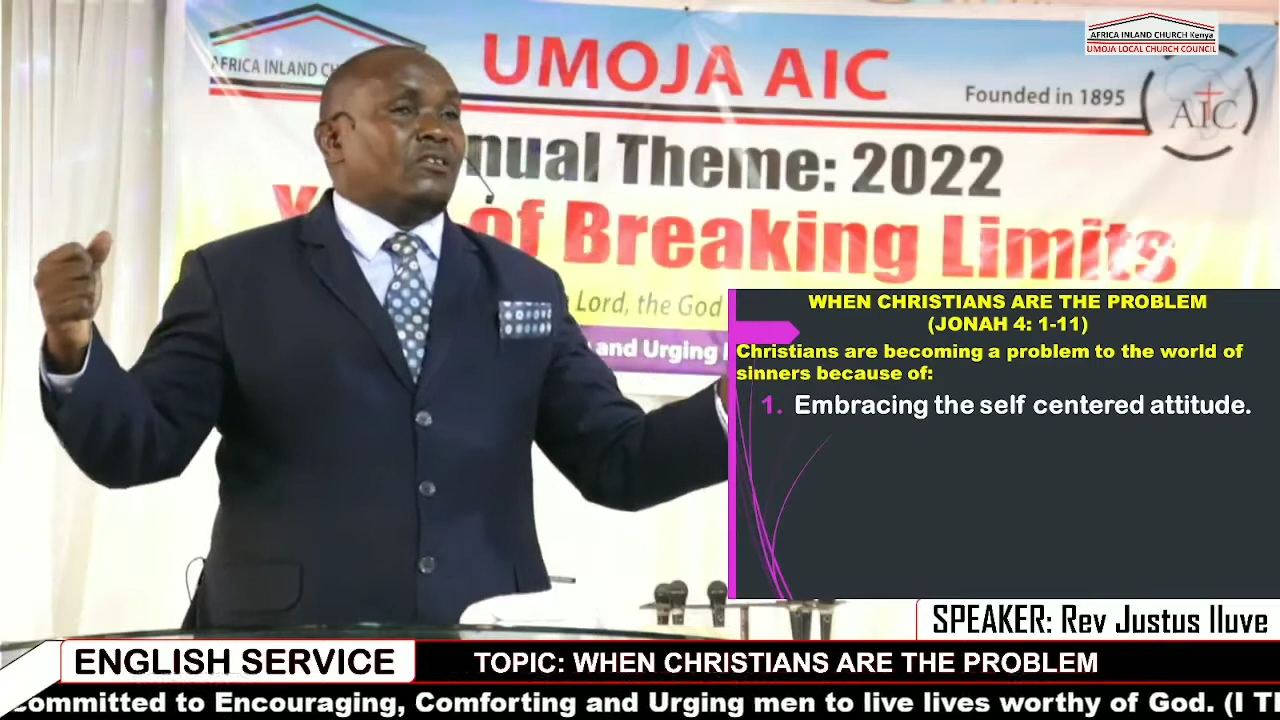 AFRICA INLAND CHURCH Kenya
UMOJA LOCAL CHURCH COUNCIL
AFRICA INLAND
UMOJA AIC
Founded in 1895
AIC
nual Theme: 2022
of Breaking Limits
Lord, the God
and Urging
WHEN CHRISTIANS ARE THE PROBLEM
(JONAH 4: 1-11)
Christians are becoming a problem to the world of
sinners because of:
1. Embracing the self centered attitude.
SPEAKER: Rev Justus Iluve
ENGLISH SERVICE
TOPIC: WHEN CHRISTIANS ARE THE PROBLEM
committed to Encouraging, Comforting and Urging men to live lives worthy of God. (I TH